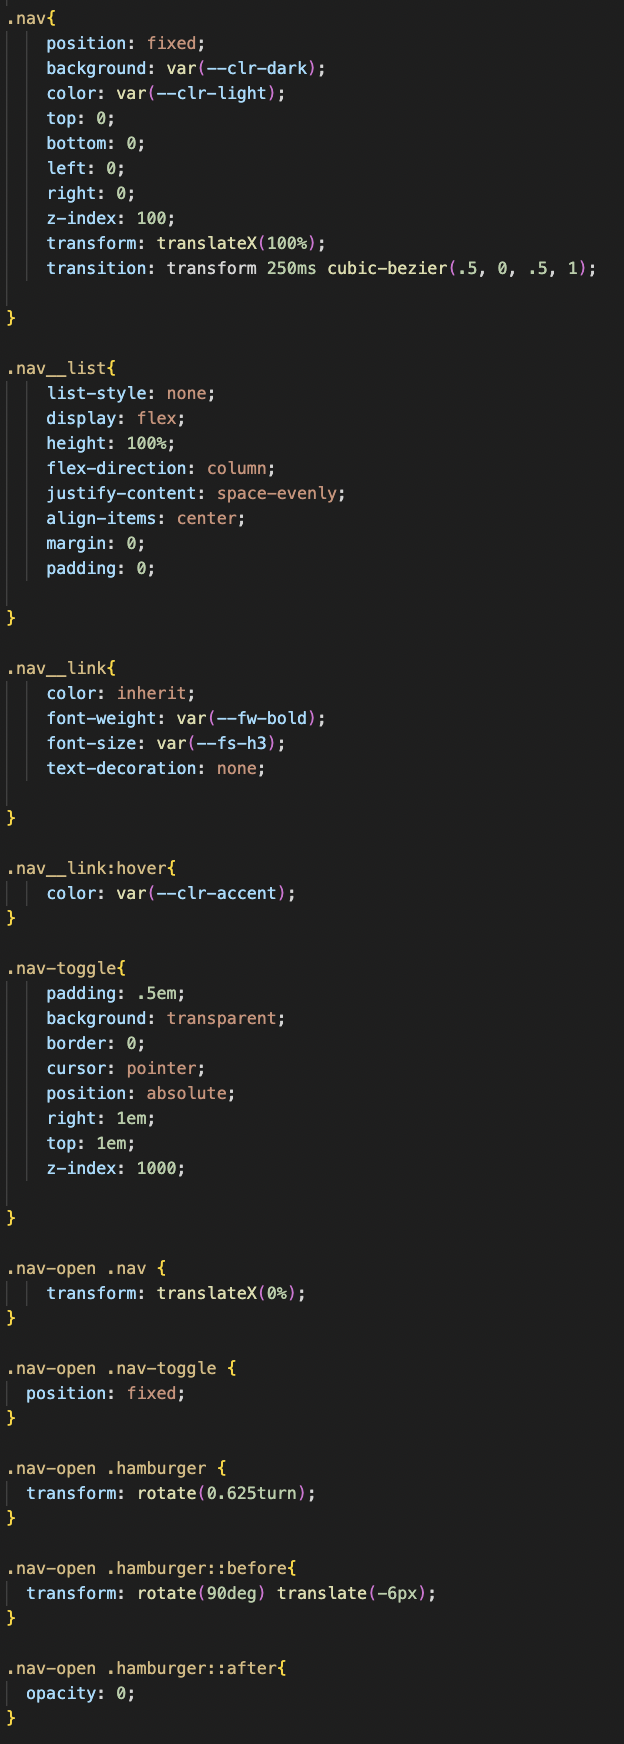 .nav{
    position: fixed;
    background: var(--clr-dark);
    color: var(--clr-light);
    top: 0;
    bottom: 0;
    left: 0;
    right: 0;
    z-index: 100;
    transform: translateX(100%);
    transition: transform 250ms cubic-bezier(.5, 0, .5, 1);

}

.nav__list{
    list-style: none;
    display: flex;
    height: 100%;
    flex-direction: column;
    justify-content: space-evenly;
    align-items: center;
    margin: 0;
    padding: 0;

}

.nav__link{
    color: inherit;
    font-weight: var(--fw-bold);
    font-size: var(--fs-h3);
    text-decoration: none;

}

.nav__link:hover{
    color: var(--clr-accent);
}

.nav-toggle{
    padding: .5em;
    background: transparent;
    border: 0;
    cursor: pointer;
    position: absolute;
    right: 1em;
    top: 1em;
    z-index: 1000;

}

.nav-open .nav {
    transform: translateX(0%);
}

.nav-open .nav-toggle {
  position: fixed;
}

.nav-open .hamburger {
  transform: rotate(0.625turn);
}

.nav-open .hamburger::before{
  transform: rotate(90deg) translate(-6px);
}

.nav-open .hamburger::after{
  opacity: 0;
}